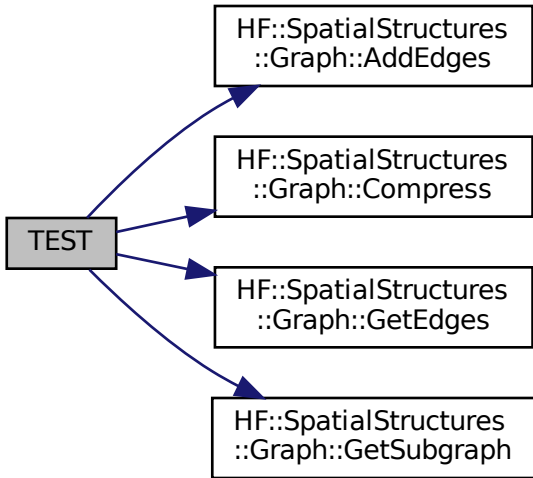 HF::SpatialStructures
::Graph::AddEdges
HF::SpatialStructures
::Graph::Compress
TEST
HF::SpatialStructures
::Graph::GetEdges
HF::SpatialStructures
::Graph::GetSubgraph